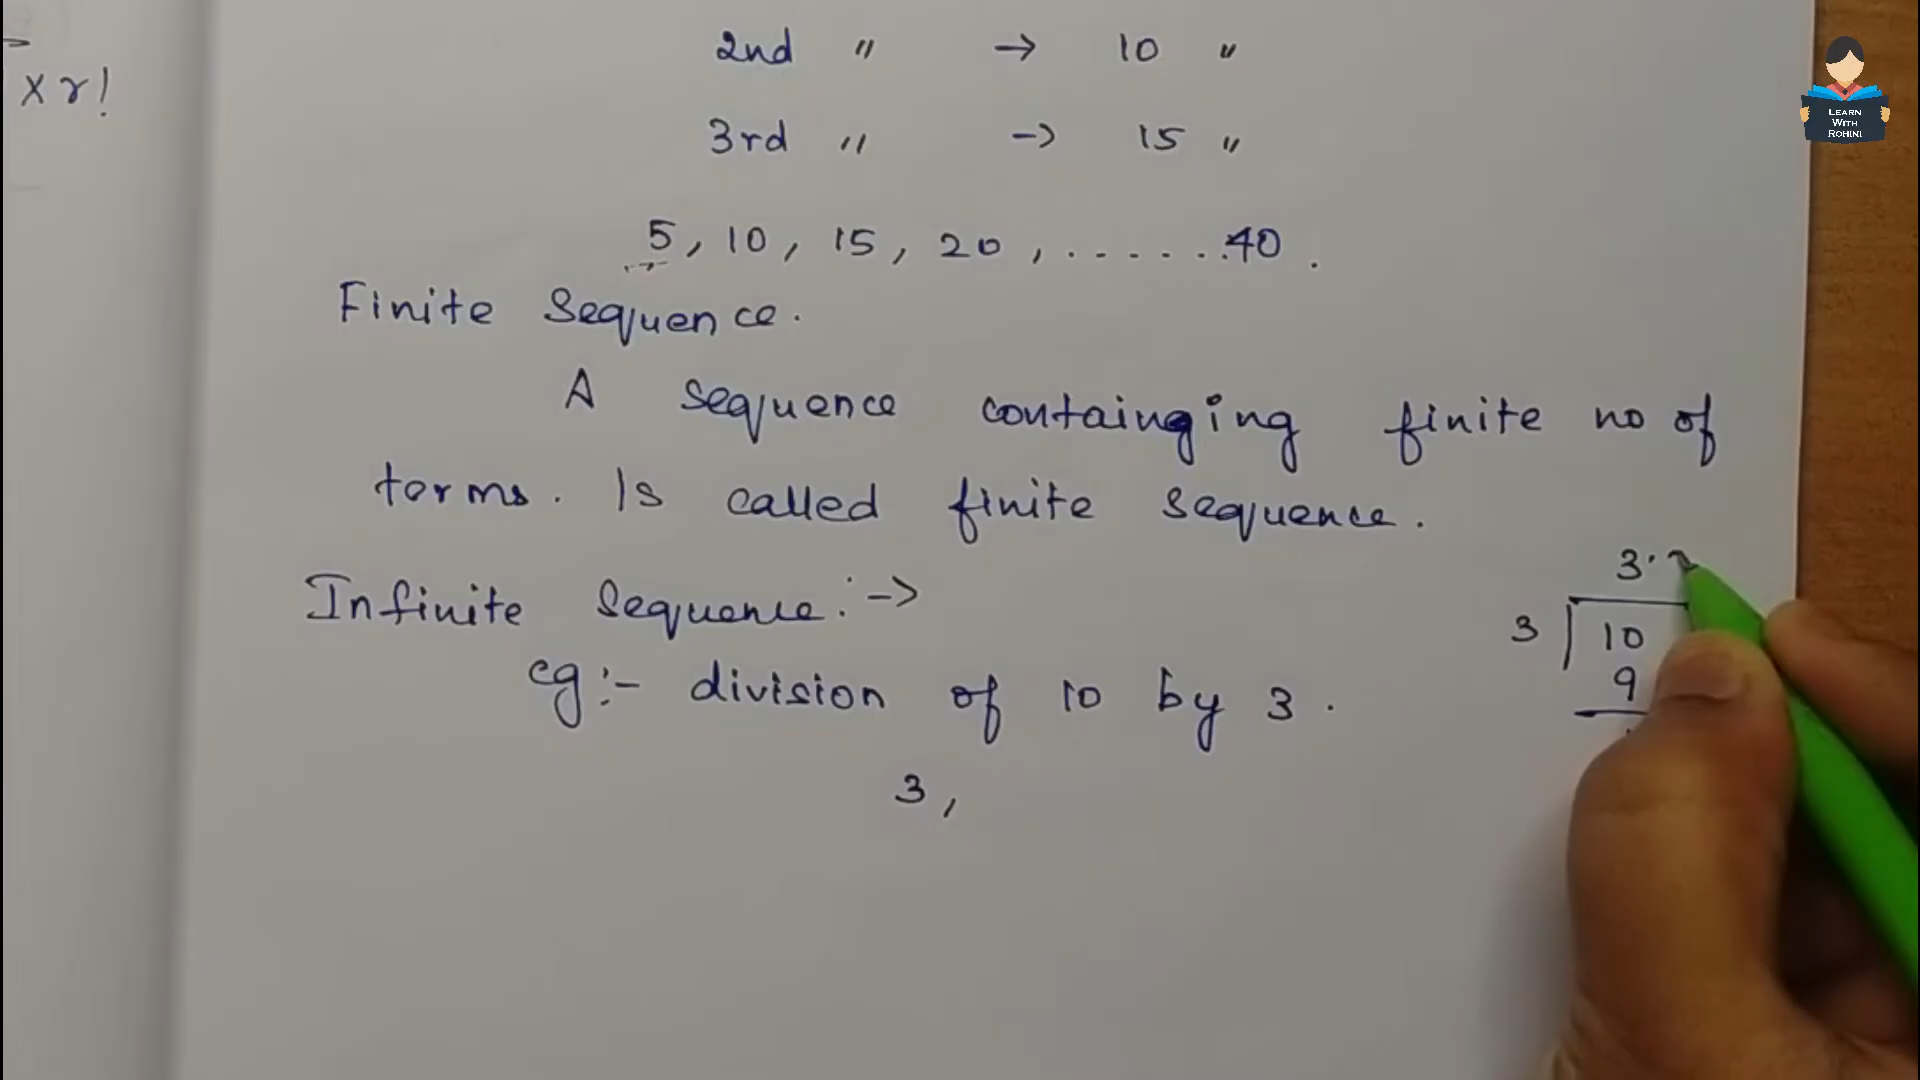 2nd " → 10 "
x r!
3rd " → 15 "
5, 10, 15, 20, ......40.
Finite Sequence.
A sequence containging finite no of
terms. Is called finite sequence.
Infinite Sequence:->
eg:- division of 10 by 3.
3,
3.
3 10
9
LEARN
WITH
ROHINI